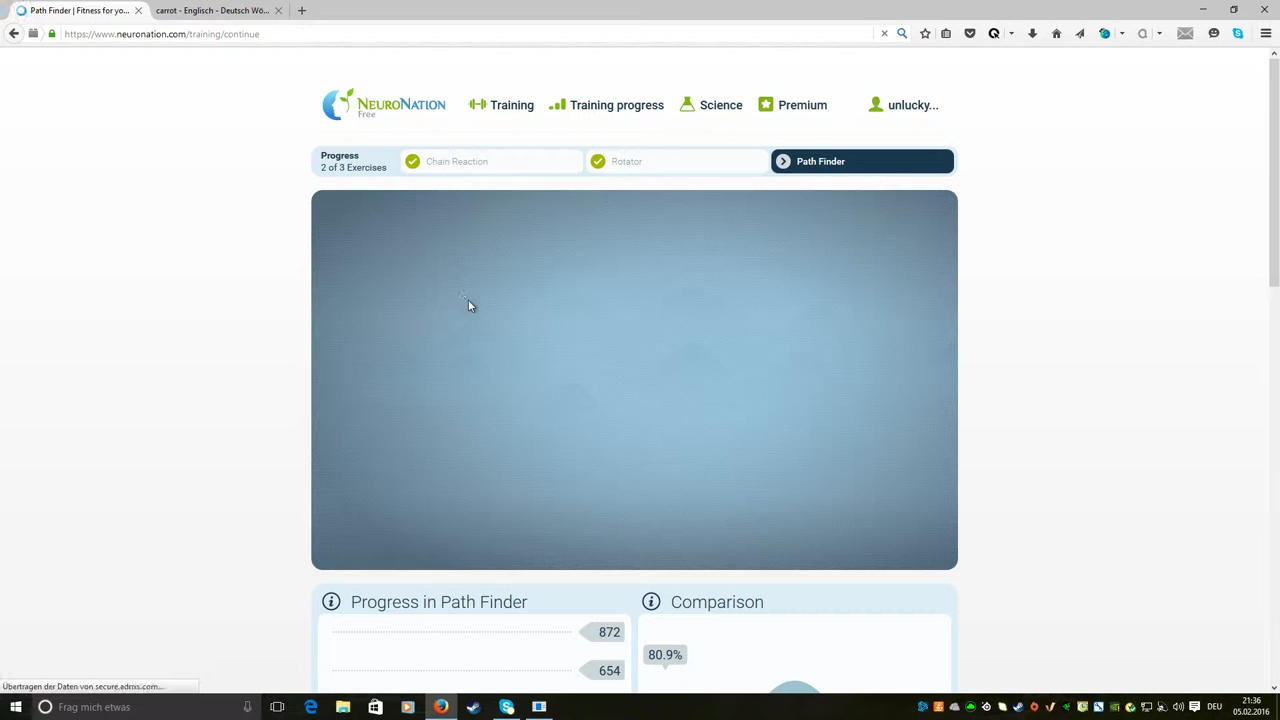 Path Finder | Fitness for yo...
carrot - Englisch - Deutsch Wö...
https://www.neuronation.com/training/continue
NEURONATION
Free
Training
Training progress
Science
Premium
unlucky...
Progress
2 of 3 Exercises
Chain Reaction
Rotator
Path Finder
Progress in Path Finder
Comparison
872
80.9%
654
Übertragen der Daten von secure.adnxs.com...
Frag mich etwas
DEU
21:36
05.02.2016